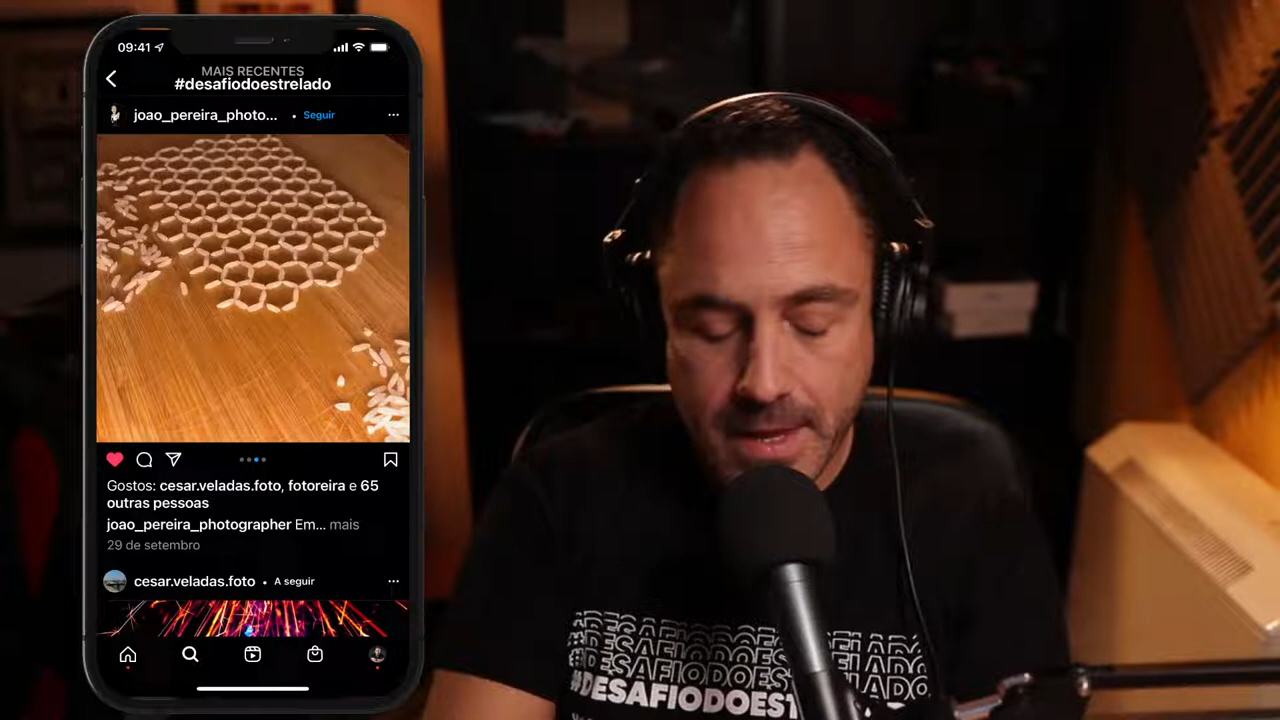 09:41
MAIS RECENTES
#desafiodoestrelado
joao_pereira_photo... • Seguir
Gostos: cesar.veladas.foto, fotoreira e 65
outras pessoas
joao_pereira_photographer Em... mais
29 de setembro
cesar.veladas.foto • A seguir
#DESAFIODOEST